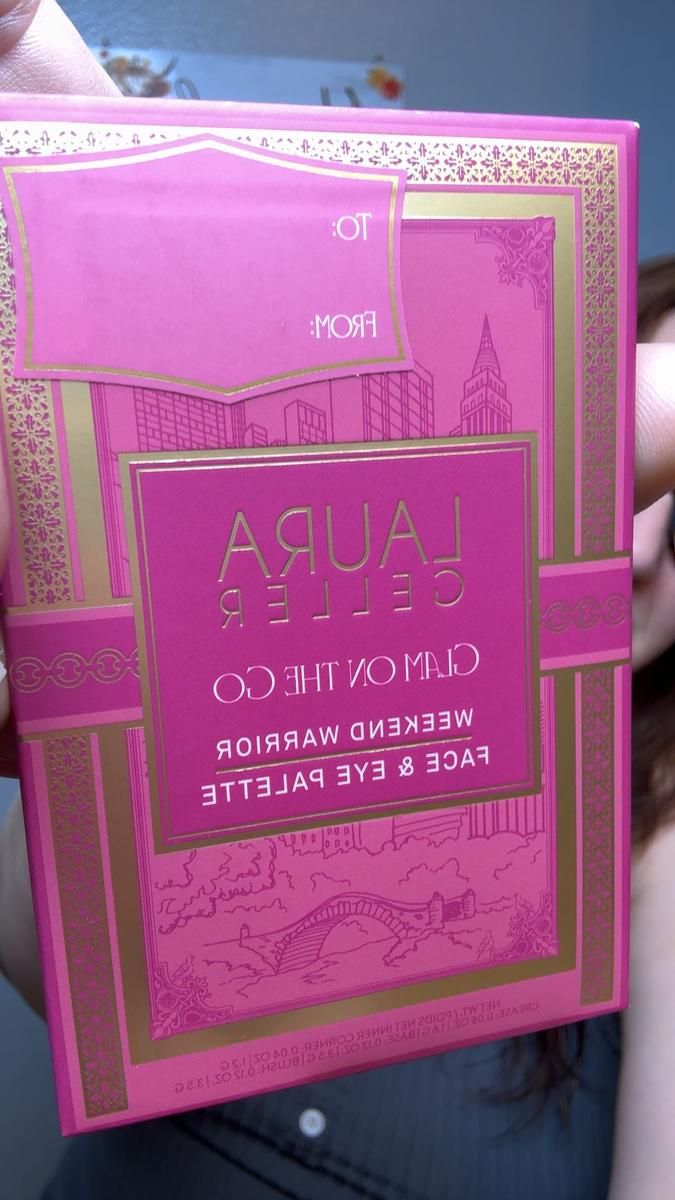 TO:
FROM:
LAURA
GELLER
GLAM ON THE GO
WEEKEND WARRIOR
FACE & EYE PALETTE
NET WT. / POIDS NET INNER CORNER: 0.04 OZ | 1.2 G
CREASE: 0.06 OZ. | 1.6 G | BASE: 0.12 OZ. | 3.5 G | BLUSH: 0.12 OZ. | 3.5 G